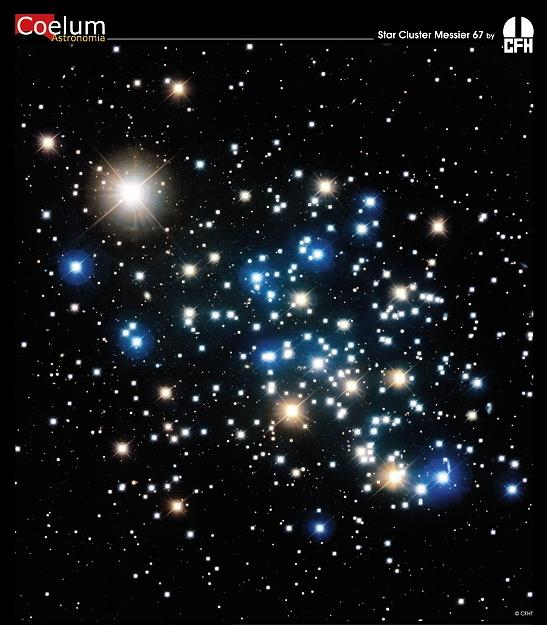 Coelum
Astronomia
Star Cluster Messier 67 by
CFH
© CFHT